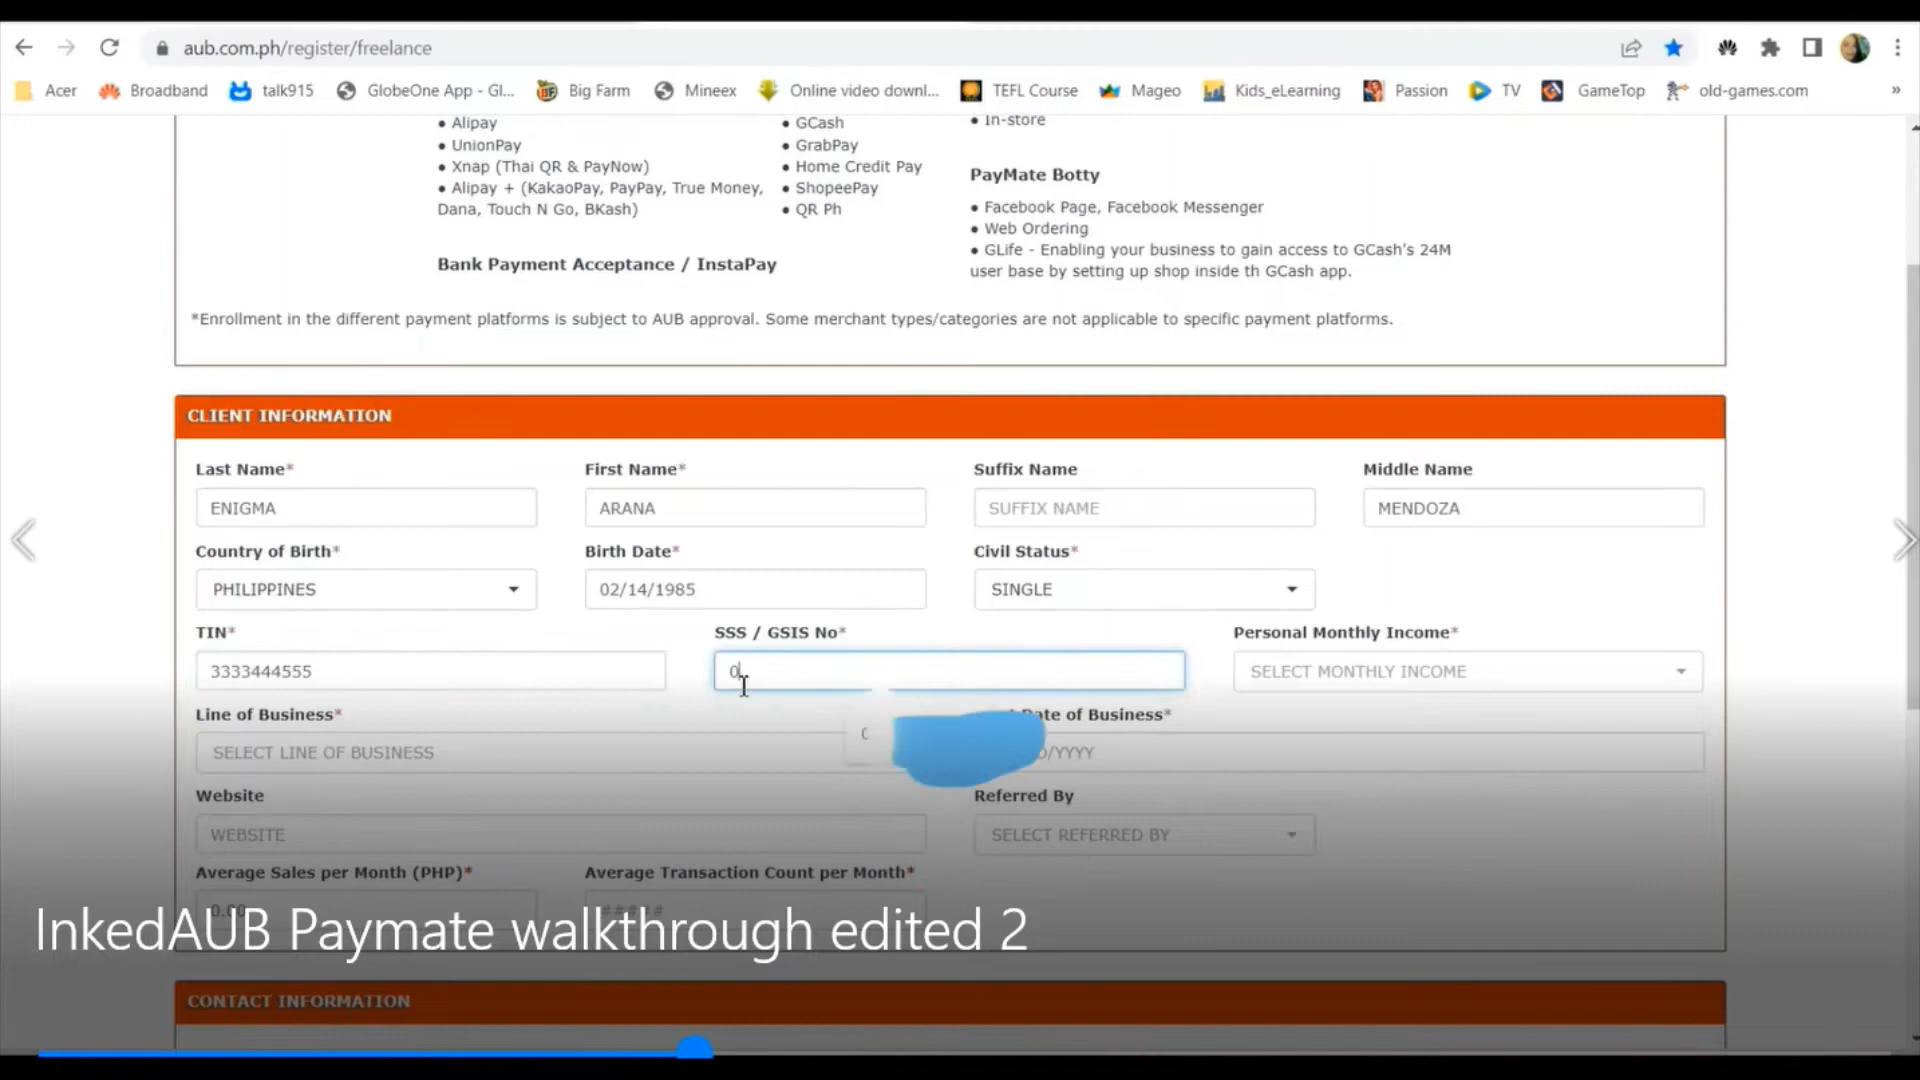 aub.com.ph/register/freelance
Acer Broadband talk915 GlobeOne App - Gl... Big Farm Mineex Online video downl... TEFL Course Mageo Kids_eLearning Passion TV GameTop old-games.com »
• Alipay
• UnionPay
• Xnap (Thai QR & PayNow)
• Alipay + (KakaoPay, PayPay, True Money,
Dana, Touch N Go, BKash)
Bank Payment Acceptance / InstaPay
• GCash
• GrabPay
• Home Credit Pay
• ShopeePay
• QR Ph
• In-store
PayMate Botty
• Facebook Page, Facebook Messenger
• Web Ordering
• GLife - Enabling your business to gain access to GCash's 24M
user base by setting up shop inside th GCash app.
*Enrollment in the different payment platforms is subject to AUB approval. Some merchant types/categories are not applicable to specific payment platforms.
CLIENT INFORMATION
Last Name* First Name* Suffix Name Middle Name
ENIGMA ARANA SUFFIX NAME MENDOZA
Country of Birth* Birth Date* Civil Status*
PHILIPPINES 02/14/1985 SINGLE
TIN* SSS / GSIS No* Personal Monthly Income*
3333444555 0 SELECT MONTHLY INCOME
Line of Business* Date of Business*
SELECT LINE OF BUSINESS /YYYY
Website Referred By
WEBSITE SELECT REFERRED BY
Average Sales per Month (PHP)* Average Transaction Count per Month*
0.00 #####
InkedAUB Paymate walkthrough edited 2
CONTACT INFORMATION